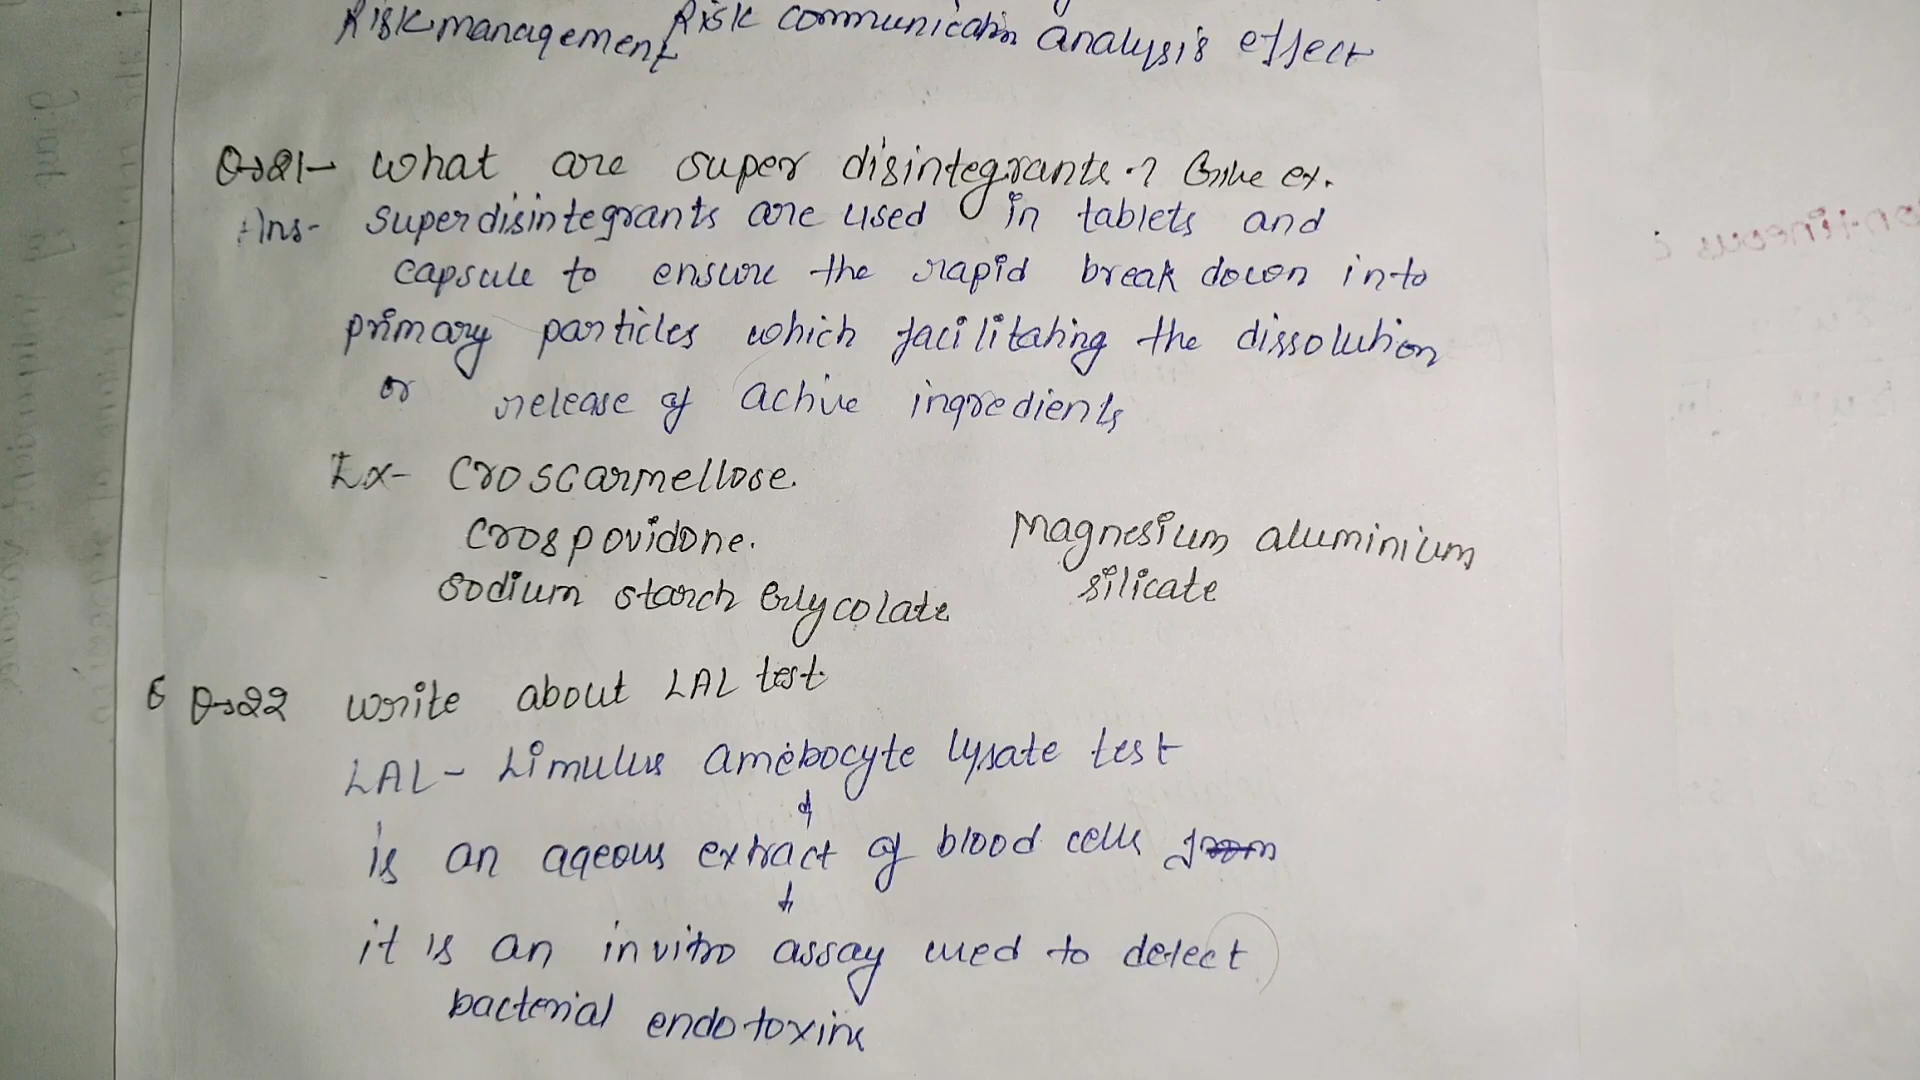 Risk management Risk communication analysis effect
Q→21- What are super disintegrants.? Give ex.
Ans- Superdisintegrants are used in tablets and
capsule to ensure the rapid break down into
primary particles which facilitating the dissolution
or release of active ingredients
Ex- Croscarmellose.
Crospovidone.
Magnesium aluminium
Sodium starch Glycolate
silicate
6 Q→22 Write about LAL test.
LAL- Limulus amebocyte lysate test
is an aqeous extract of blood cells from
it is an invitro assay used to detect
bacterial endotoxins